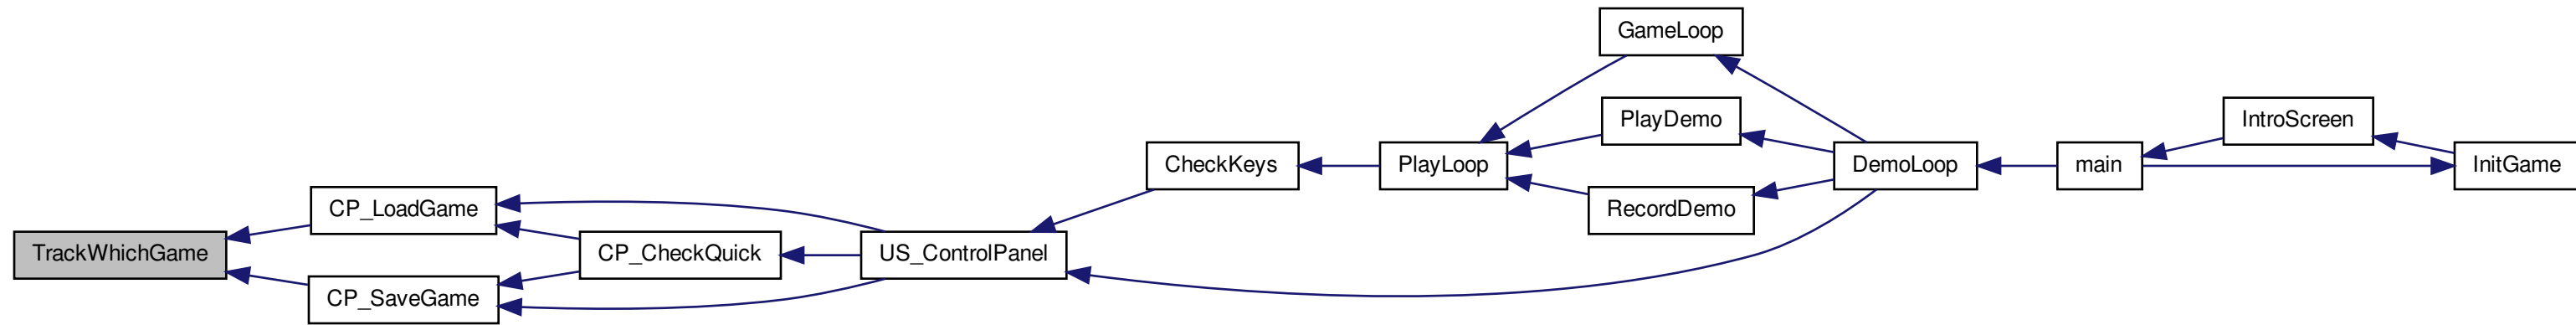 GameLoop
PlayDemo
IntroScreen
CheckKeys
PlayLoop
DemoLoop
main
InitGame
CP_LoadGame
RecordDemo
TrackWhichGame
CP_CheckQuick
US_ControlPanel
CP_SaveGame